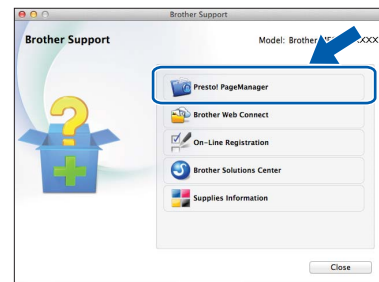 Brother Support
Brother Support
Model: Brother XXX
Presto! PageManager
Brother Web Connect
On-Line Registration
Brother Solutions Center
Supplies Information
Close